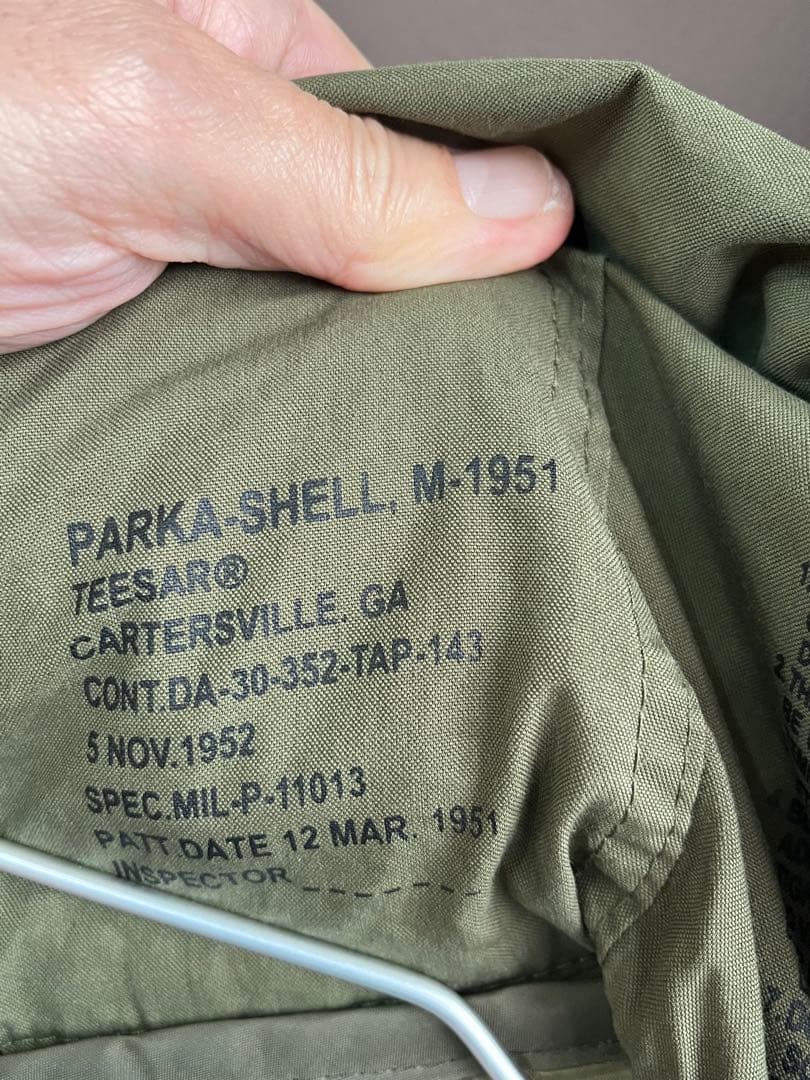 PARKA-SHELL, M-1951
TEESAR®
CARTERSVILLE. GA
CONT.DA-30-352-TAP-143
5 NOV.1952
SPEC.MIL-P-11013
PATT.DATE 12 MAR. 1951
INSPECTOR_ _ _ _ _ _ _ _